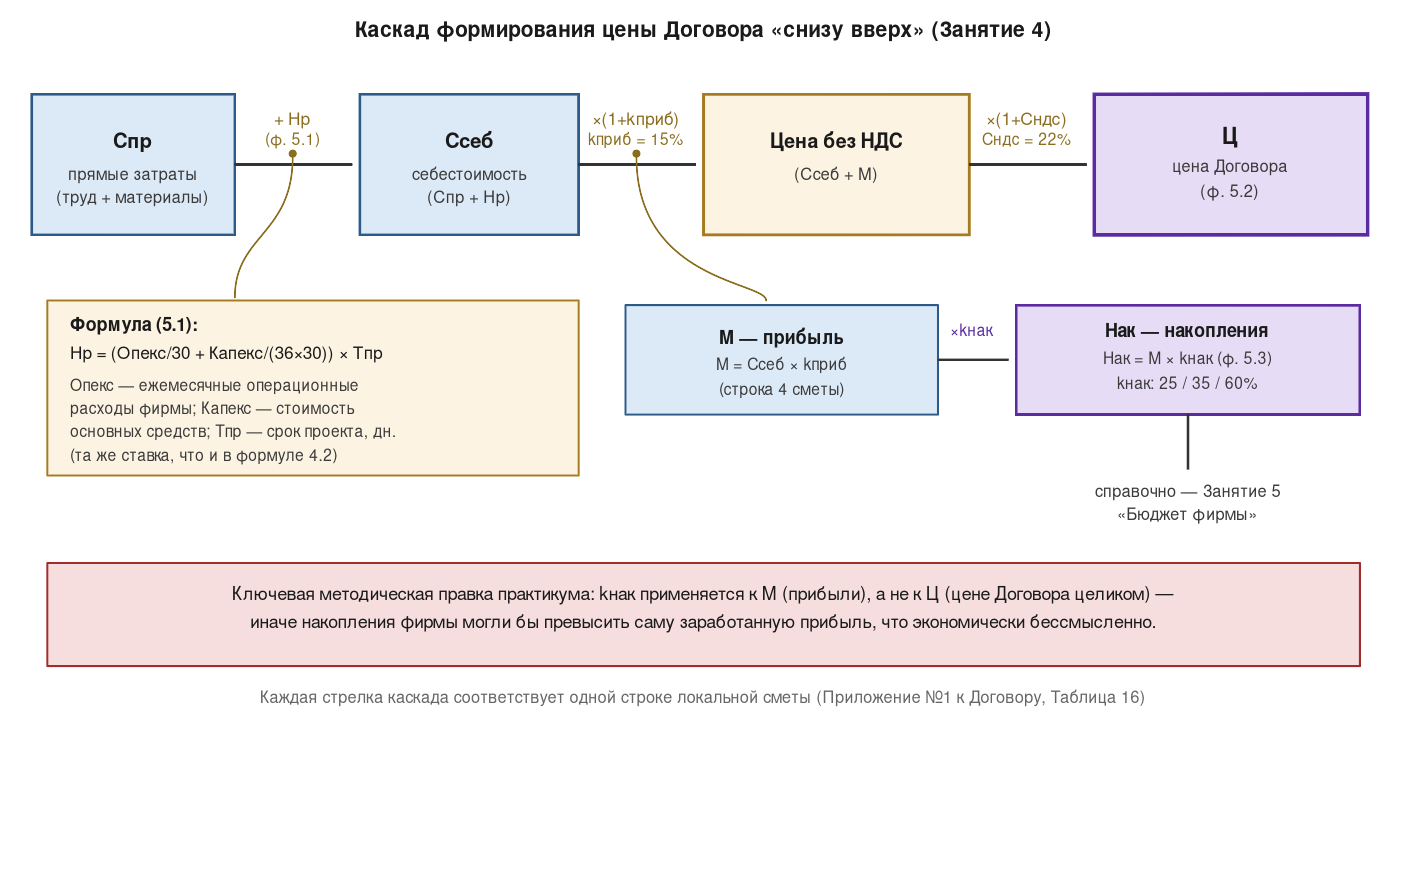 Каскад формирования цены Договора «снизу вверх» (Занятие 4)
Спр
прямые затраты
(труд + материалы)
+ Нр
(ф. 5.1)
Ссеб
себестоимость
(Спр + Нр)
×(1+kприб)
kприб = 15%
Цена без НДС
(Ссеб + М)
×(1+Сндс)
Сндс = 22%
Ц
цена Договора
(ф. 5.2)
Формула (5.1):
Нр = (Опекс/30 + Капекс/(36×30)) × Тпр
Опекс — ежемесячные операционные
расходы фирмы; Капекс — стоимость
основных средств; Тпр — срок проекта, дн.
(та же ставка, что и в формуле 4.2)
М — прибыль
М = Ссеб × kприб
(строка 4 сметы)
×kнак
Нак — накопления
Нак = М × kнак (ф. 5.3)
kнак: 25 / 35 / 60%
справочно — Занятие 5
«Бюджет фирмы»
Ключевая методическая правка практикума: kнак применяется к М (прибыли), а не к Ц (цене Договора целиком) —
иначе накопления фирмы могли бы превысить саму заработанную прибыль, что экономически бессмысленно.
Каждая стрелка каскада соответствует одной строке локальной сметы (Приложение №1 к Договору, Таблица 16)